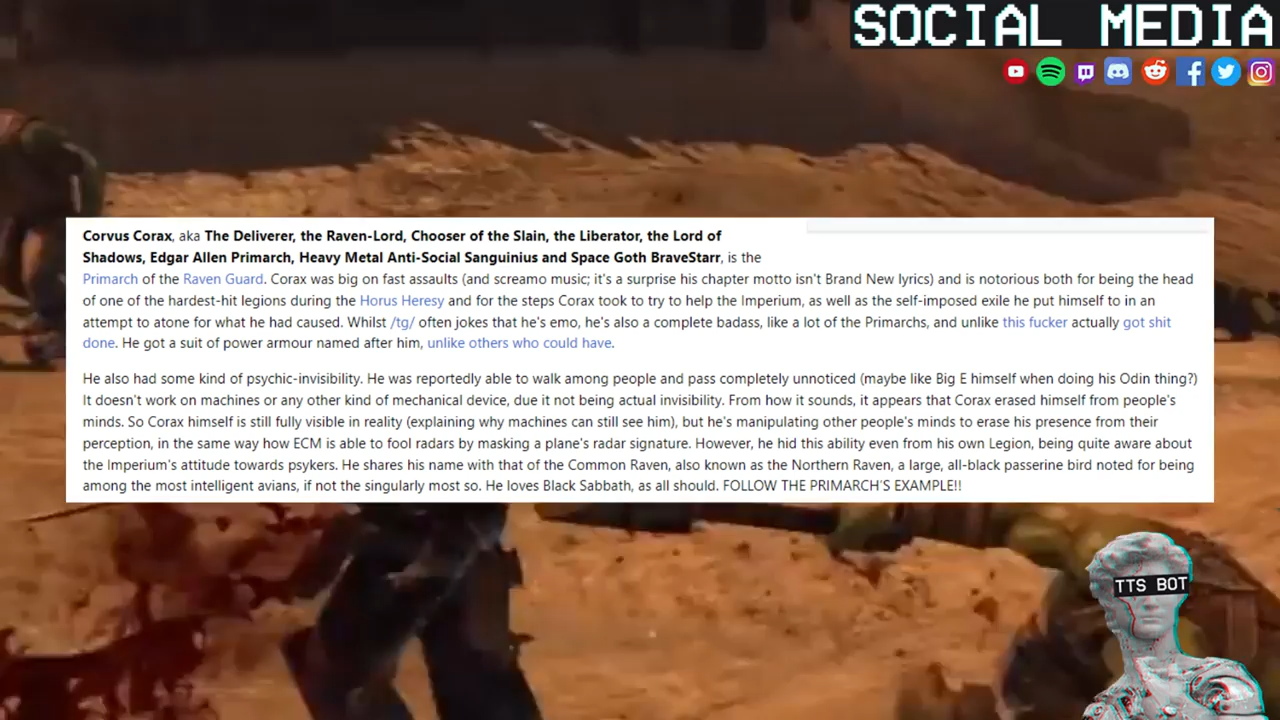 SOCIAL MEDIA
Corvus Corax, aka The Deliverer, the Raven-Lord, Chooser of the Slain, the Liberator, the Lord of
Shadows, Edgar Allen Primarch, Heavy Metal Anti-Social Sanguinius and Space Goth BraveStarr, is the
Primarch of the Raven Guard. Corax was big on fast assaults (and screamo music; it's a surprise his chapter motto isn't Brand New lyrics) and is notorious both for being the head
of one of the hardest-hit legions during the Horus Heresy and for the steps Corax took to try to help the Imperium, as well as the self-imposed exile he put himself to in an
attempt to atone for what he had caused. Whilst /tg/ often jokes that he's emo, he's also a complete badass, like a lot of the Primarchs, and unlike this fucker actually got shit
done. He got a suit of power armour named after him, unlike others who could have.
He also had some kind of psychic-invisibility. He was reportedly able to walk among people and pass completely unnoticed (maybe like Big E himself when doing his Odin thing?)
It doesn't work on machines or any other kind of mechanical device, due it not being actual invisibility. From how it sounds, it appears that Corax erased himself from people's
minds. So Corax himself is still fully visible in reality (explaining why machines can still see him), but he's manipulating other people's minds to erase his presence from their
perception, in the same way how ECM is able to fool radars by masking a plane's radar signature. However, he hid this ability even from his own Legion, being quite aware about
the Imperium's attitude towards psykers. He shares his name with that of the Common Raven, also known as the Northern Raven, a large, all-black passerine bird noted for being
among the most intelligent avians, if not the singularly most so. He loves Black Sabbath, as all should. FOLLOW THE PRIMARCH'S EXAMPLE!!
TTS BOT